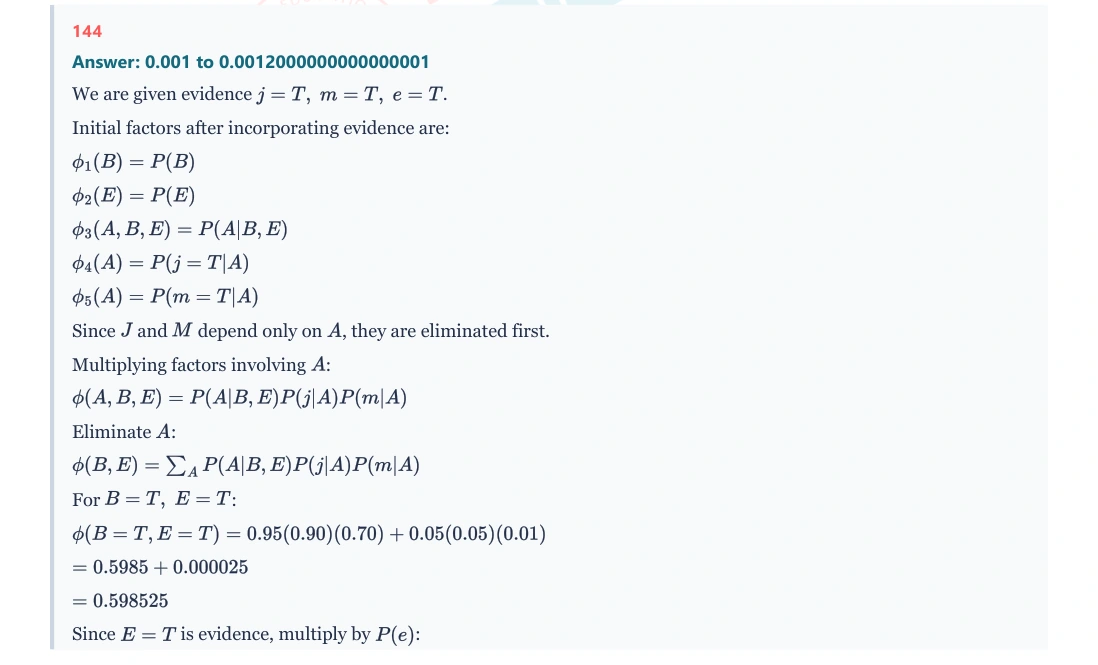 144
Answer: 0.001 to 0.0012000000000000001
We are given evidence j = T, m = T, e = T.
Initial factors after incorporating evidence are:
ϕ₁(B) = P(B)
ϕ₂(E) = P(E)
ϕ₃(A, B, E) = P(A|B, E)
ϕ₄(A) = P(j = T|A)
ϕ₅(A) = P(m = T|A)
Since J and M depend only on A, they are eliminated first.
Multiplying factors involving A:
ϕ(A, B, E) = P(A|B, E)P(j|A)P(m|A)
Eliminate A:
ϕ(B, E) = ∑_A P(A|B, E)P(j|A)P(m|A)
For B = T, E = T:
ϕ(B = T, E = T) = 0.95(0.90)(0.70) + 0.05(0.05)(0.01)
= 0.5985 + 0.000025
= 0.598525
Since E = T is evidence, multiply by P(e):